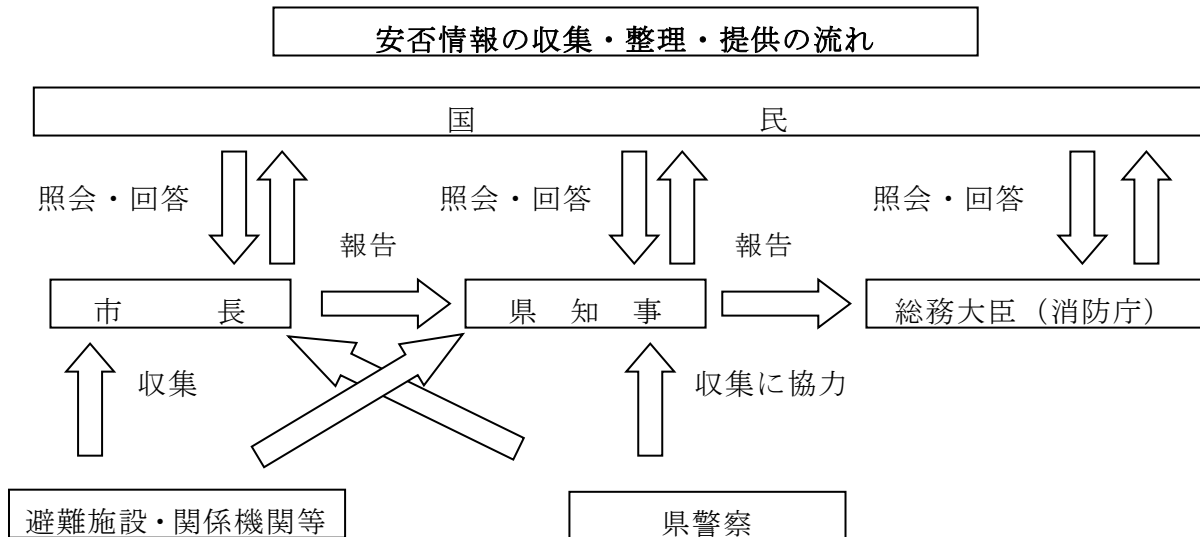 安否情報の収集・整理・提供の流れ
国 民
照会・回答
照会・回答
照会・回答
報告
報告
市 長
県 知 事
総務大臣（消防庁）
収集
収集に協力
避難施設・関係機関等
県警察